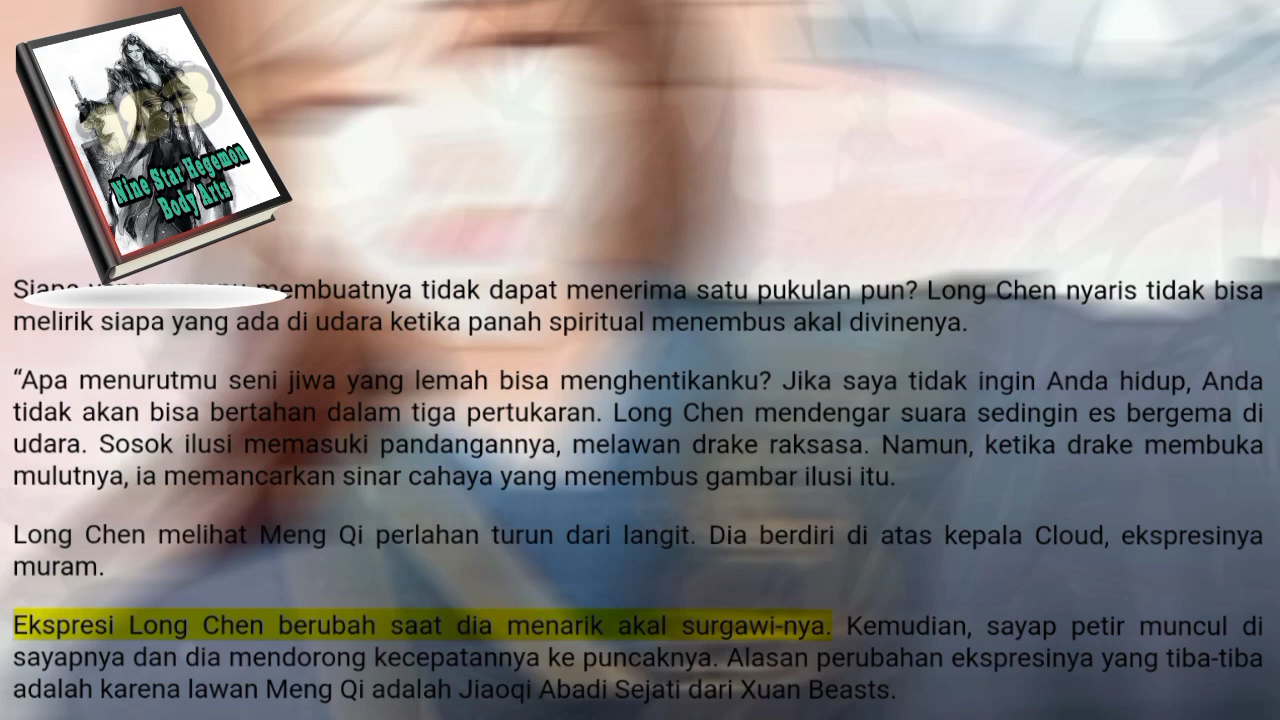 Nine Star Hegemon
Body Arts
membuatnya tidak dapat menerima satu pukulan pun? Long Chen nyaris tidak bisa
melirik siapa yang ada di udara ketika panah spiritual menembus akal divinenya.
“Apa menurutmu seni jiwa yang lemah bisa menghentikanku? Jika saya tidak ingin Anda hidup, Anda
tidak akan bisa bertahan dalam tiga pertukaran. Long Chen mendengar suara sedingin es bergema di
udara. Sosok ilusi memasuki pandangannya, melawan drake raksasa. Namun, ketika drake membuka
mulutnya, ia memancarkan sinar cahaya yang menembus gambar ilusi itu.
Long Chen melihat Meng Qi perlahan turun dari langit. Dia berdiri di atas kepala Cloud, ekspresinya
muram.
Ekspresi Long Chen berubah saat dia menarik akal surgawi-nya. Kemudian, sayap petir muncul di
sayapnya dan dia mendorong kecepatannya ke puncaknya. Alasan perubahan ekspresinya yang tiba-tiba
adalah karena lawan Meng Qi adalah Jiaoqi Abadi Sejati dari Xuan Beasts.